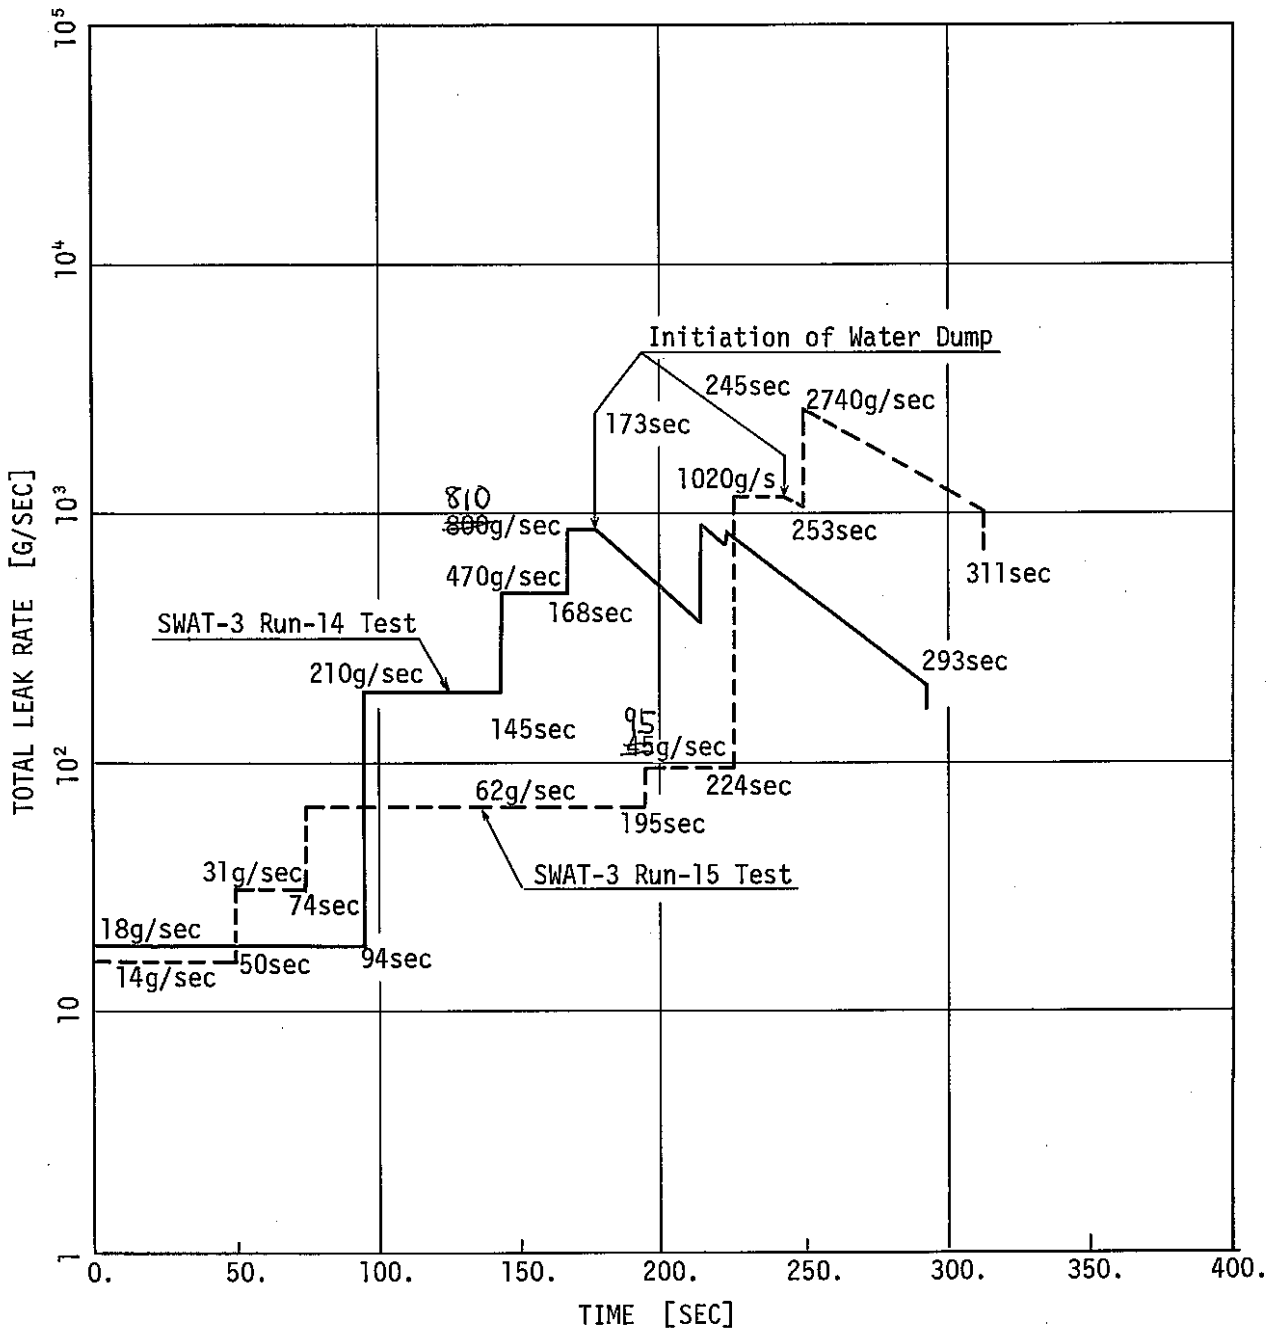 10⁵
10⁴
10³
10²
10
1
TOTAL LEAK RATE [G/SEC]
Initiation of Water Dump
245sec
2740g/sec
173sec
1020g/s
810
800g/sec
253sec
470g/sec
311sec
168sec
SWAT-3 Run-14 Test
210g/sec
293sec
145sec
95
45g/sec
224sec
62g/sec
195sec
31g/sec
SWAT-3 Run-15 Test
74sec
18g/sec
94sec
50sec
14g/sec
0. 50. 100. 150. 200. 250. 300. 350. 400.
TIME [SEC]